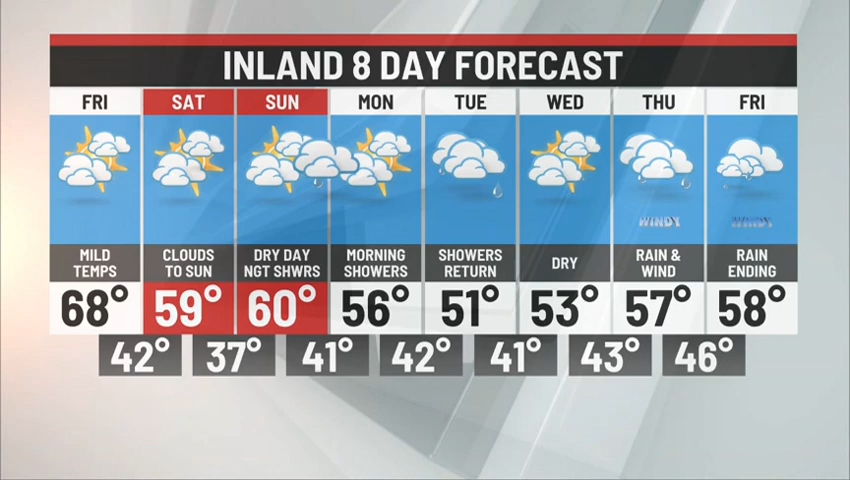 INLAND 8 DAY FORECAST
FRI SAT SUN MON TUE WED THU FRI
WINDY WINDY
MILD TEMPS
CLOUDS TO SUN
DRY DAY NGT SHWRS
MORNING SHOWERS
SHOWERS RETURN
DRY
RAIN & WIND
RAIN ENDING
68° 59° 60° 56° 51° 53° 57° 58°
42° 37° 41° 42° 41° 43° 46°